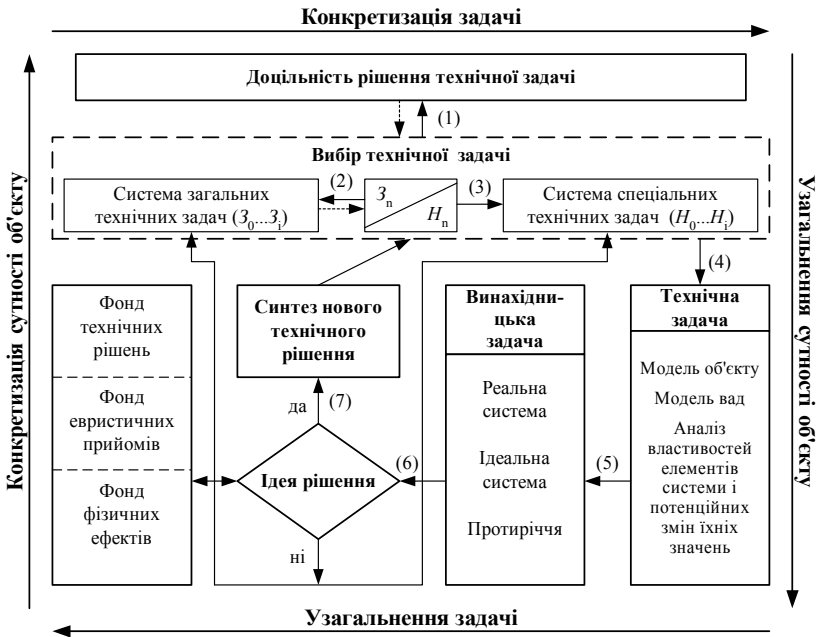 Конкретизація задачі
Доцільність рішення технічної задачі
(1)
Вибір технічної задачі
Система загальних
технічних задач (З0...Зi)
(2)
Зn
Нn
(3)
Система спеціальних
технічних задач (Н0...Нi)
(4)
Фонд
технічних
рішень
Фонд
евристичних
прийомів
Фонд
фізичних
ефектів
Синтез нового
технічного
рішення
да
(7)
Ідея рішення
ні
(6)
Винахідни-
цька
задача
Реальна
система
Ідеальна
система
Протиріччя
(5)
Технічна
задача
Модель об'єкту
Модель вад
Аналіз
властивостей
елементів
системи і
потенційних
змін їхніх
значень
Конкретизація сутності об'єкту
Узагальнення сутності об'єкту
Узагальнення задачі